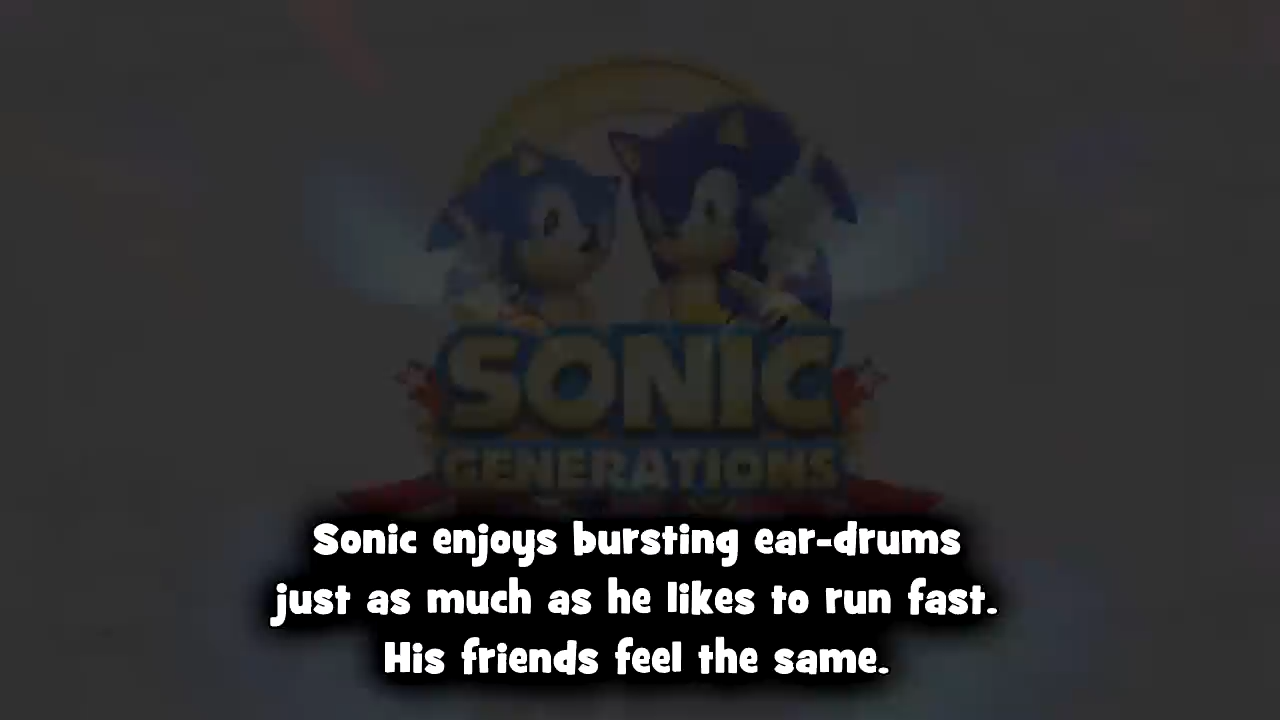 SONIC
GENERATIONS
Sonic enjoys bursting ear-drums
just as much as he likes to run fast.
His friends feel the same.